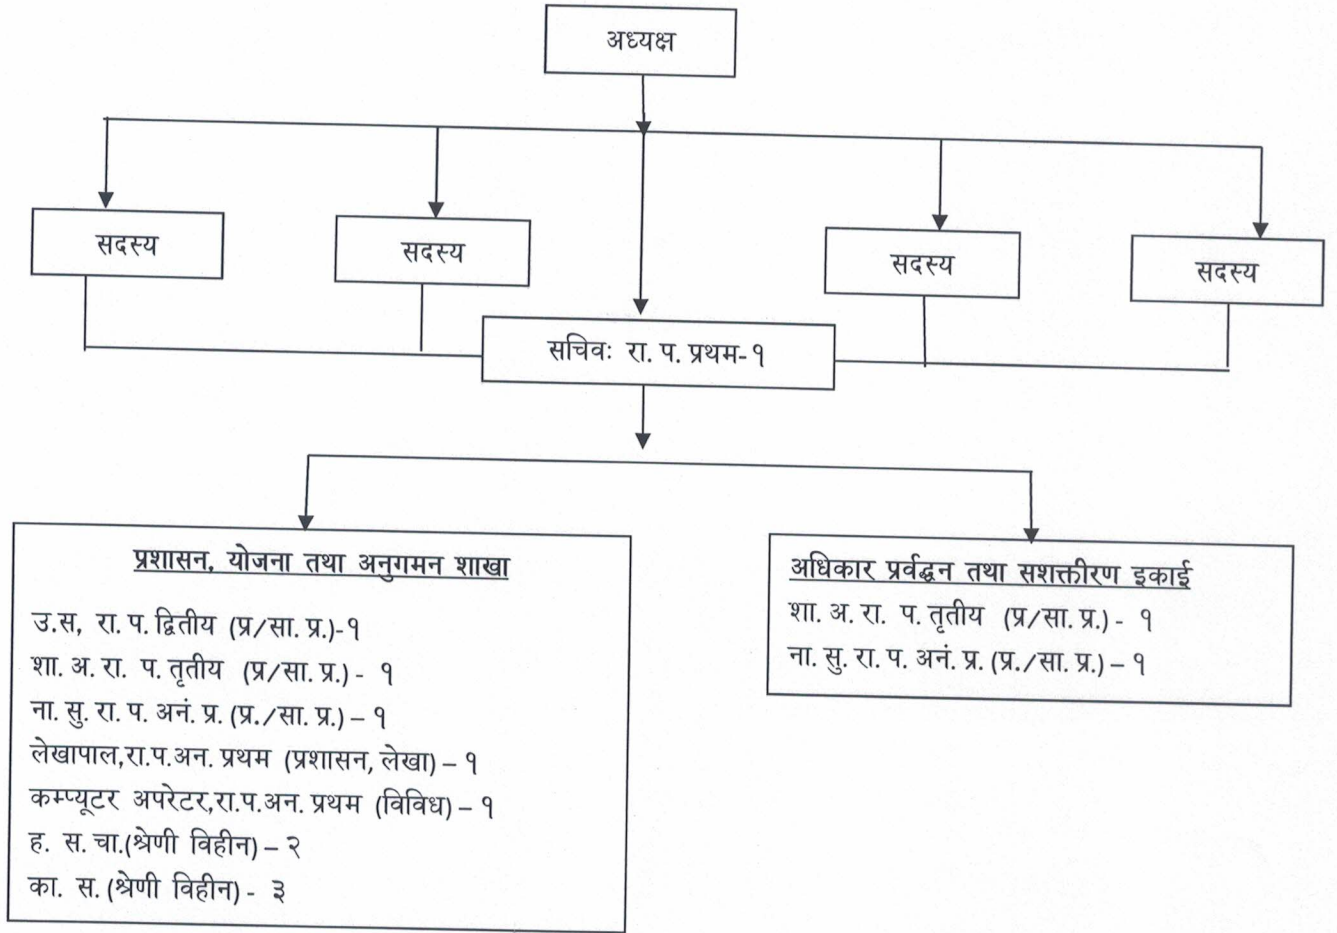 अध्यक्ष
सदस्य
सदस्य
सदस्य
सदस्य
सचिवः रा. प. प्रथम-१
प्रशासन, योजना तथा अनुगमन शाखा
उ.स, रा. प. द्वितीय (प्र/सा. प्र.)-१
शा. अ. रा. प. तृतीय (प्र/सा. प्र.) - १
ना. सु. रा. प. अनं. प्र. (प्र./सा. प्र.) – १
लेखापाल,रा.प.अन. प्रथम (प्रशासन, लेखा) – १
कम्प्यूटर अपरेटर,रा.प.अन. प्रथम (विविध) – १
ह. स. चा.(श्रेणी विहीन) – २
का. स. (श्रेणी विहीन) - ३
अधिकार प्रर्वद्धन तथा सशक्तीरण इकाई
शा. अ. रा. प. तृतीय (प्र/सा. प्र.) - १
ना. सु. रा. प. अनं. प्र. (प्र./सा. प्र.) – १